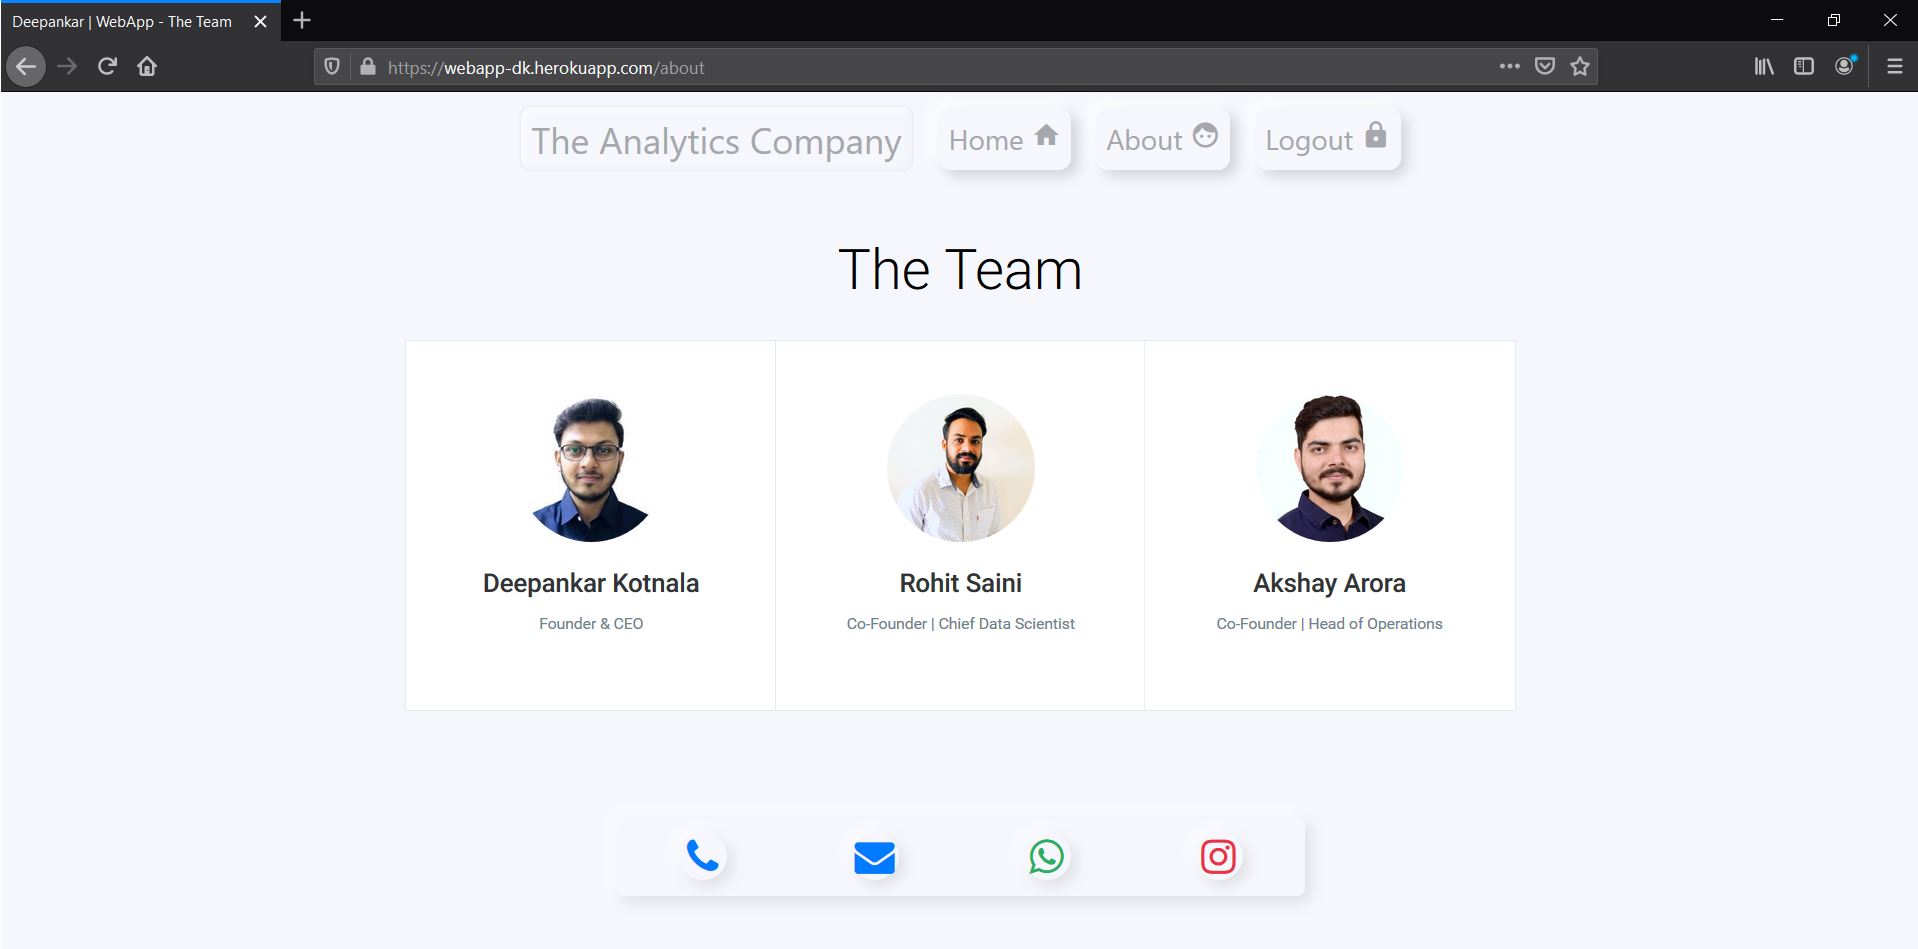 Deepankar | WebApp - The Team
https://webapp-dk.herokuapp.com/about
The Analytics Company
Home
About
Logout
The Team
Deepankar Kotnala
Founder & CEO
Rohit Saini
Co-Founder | Chief Data Scientist
Akshay Arora
Co-Founder | Head of Operations